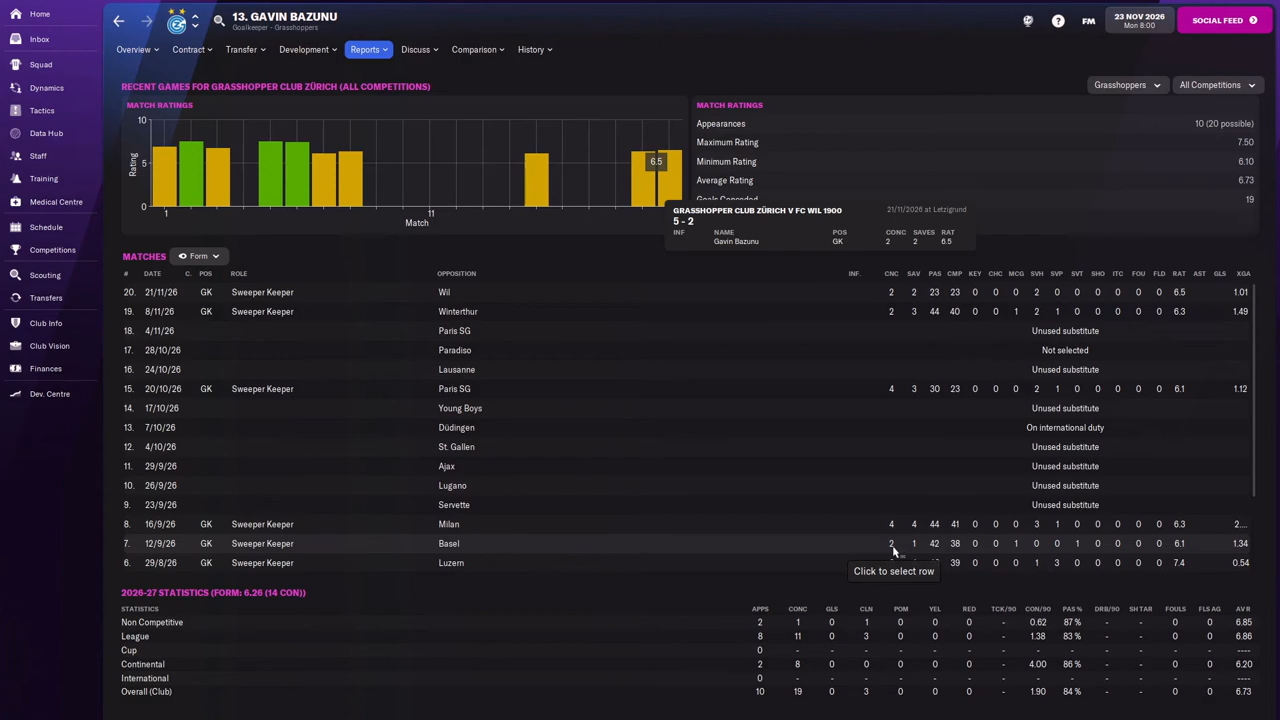 Home
Inbox
Squad
Dynamics
Tactics
Data Hub
Staff
Training
Medical Centre
Schedule
Competitions
Scouting
Transfers
Club Info
Club Vision
Finances
Dev. Centre
13. GAVIN BAZUNU
Goalkeeper - Grasshoppers
? FM 23 NOV 2026
Mon 8:00
SOCIAL FEED
Overview Contract Transfer Development Reports Discuss Comparison History
RECENT GAMES FOR GRASSHOPPER CLUB ZÜRICH (ALL COMPETITIONS)
Grasshoppers All Competitions
MATCH RATINGS
10
5
0
Rating
1 11
Match
6.5
MATCH RATINGS
Appearances 10 (20 possible)
Maximum Rating 7.50
Minimum Rating 6.10
Average Rating 6.73
Goals Conceded 19
GRASSHOPPER CLUB ZÜRICH V FC WIL 1900 21/11/2026 at Letzigrund
5 - 2
INF NAME POS CONC SAVES RAT
Gavin Bazunu GK 2 2 6.5
MATCHES Form
# DATE C. POS ROLE OPPOSITION INF. CNC SAV PAS CMP KEY CHC MCG SVH SVP SVT SHO ITC FOU FLD RAT AST GLS XGA
20. 21/11/26 GK Sweeper Keeper Wil 2 2 23 23 0 0 0 2 0 0 0 0 0 0 6.5 1.01
19. 8/11/26 GK Sweeper Keeper Winterthur 2 3 44 40 0 0 1 2 1 0 0 0 0 0 6.3 1.49
18. 4/11/26 Paris SG Unused substitute
17. 28/10/26 Paradiso Not selected
16. 24/10/26 Lausanne Unused substitute
15. 20/10/26 GK Sweeper Keeper Paris SG 4 3 30 23 0 0 0 2 1 0 0 0 0 0 6.1 1.12
14. 17/10/26 Young Boys Unused substitute
13. 7/10/26 Düdingen On international duty
12. 4/10/26 St. Gallen Unused substitute
11. 29/9/26 Ajax Unused substitute
10. 26/9/26 Lugano Unused substitute
9. 23/9/26 Servette Unused substitute
8. 16/9/26 GK Sweeper Keeper Milan 4 4 44 41 0 0 0 3 1 0 0 0 0 0 6.3 2....
7. 12/9/26 GK Sweeper Keeper Basel 2 1 42 38 0 0 1 0 0 1 0 0 0 0 6.1 1.34
6. 29/8/26 GK Sweeper Keeper Luzern 39 0 0 0 1 3 0 0 0 0 0 7.4 0.54
Click to select row
2026-27 STATISTICS (FORM: 6.26 (14 CON))
STATISTICS APPS CONC GLS CLN POM YEL RED TCK/90 CON/90 PAS % DRB/90 SH TAR FOULS FLS AG AV R
Non Competitive 2 1 0 1 0 0 0 - 0.62 87 % - - 0 0 6.85
League 8 11 0 3 0 0 0 - 1.38 83 % - - 0 0 6.86
Cup 0 - - - - - - - - - - - - - ----
Continental 2 8 0 0 0 0 0 - 4.00 86 % - - 0 0 6.20
International 0 - - - - - - - - - - - - - ----
Overall (Club) 10 19 0 3 0 0 0 - 1.90 84 % - - 0 0 6.73